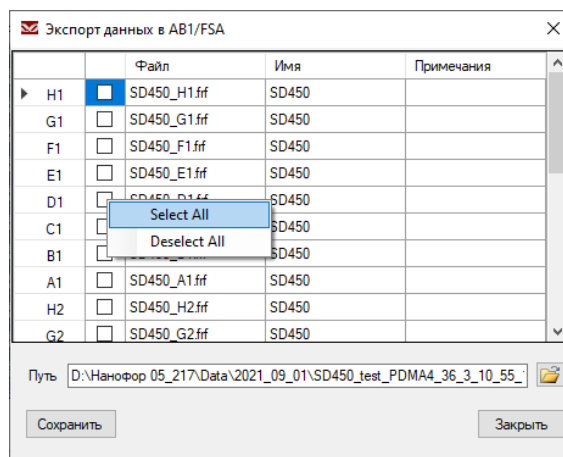 Экспорт данных в AB1/FSA
Файл Имя Примечания
H1 SD450_H1.frf SD450
G1 SD450_G1.frf SD450
F1 SD450_F1.frf SD450
E1 SD450_E1.frf SD450
D1 SD450
Select All
C1 SD450
Deselect All
B1 SD450
A1 SD450_A1.frf SD450
H2 SD450_H2.frf SD450
G2 SD450_G2.frf SD450
Путь D:\Нанофор 05_217\Data\2021_09_01\SD450_test_PDMA4_36_3_10_55_
Сохранить Закрыть